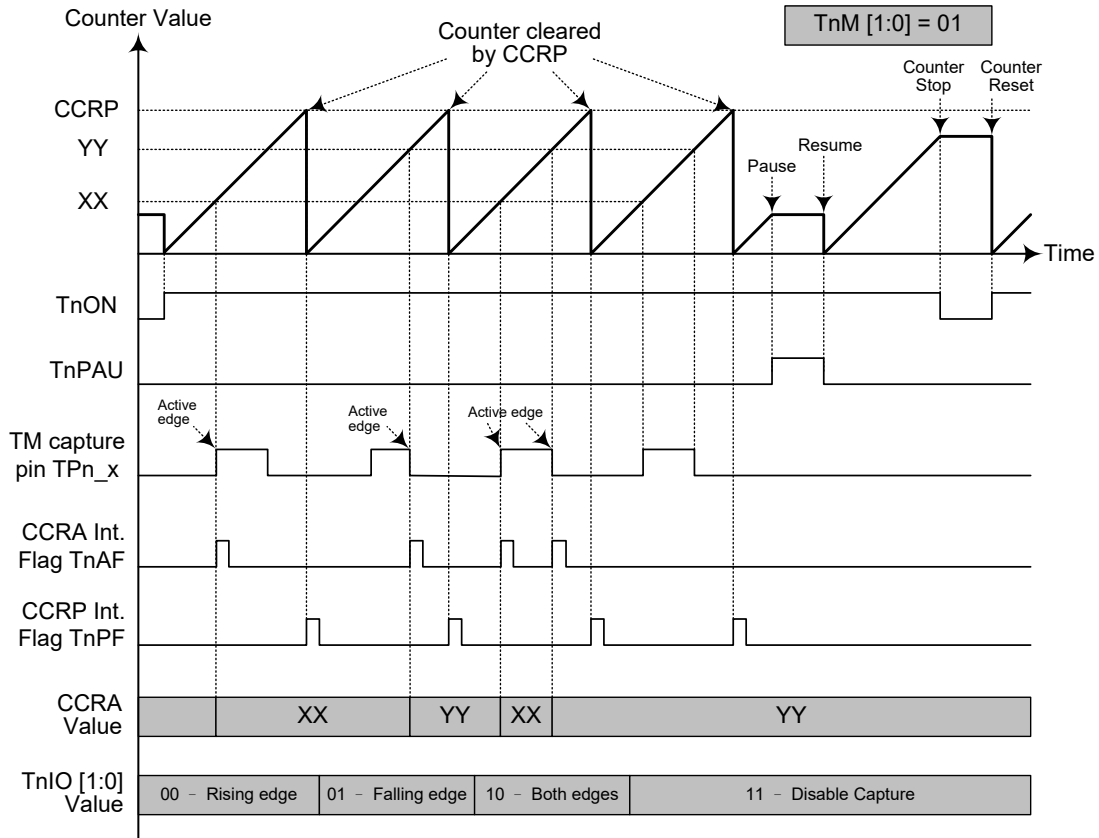 Counter Value
Counter cleared
by CCRP
TnM [1:0] = 01
Counter
Stop
Counter
Reset
CCRP
YY
XX
Pause
Resume
Time
TnON
TnPAU
Active
edge
Active
edge
Active edge
TM capture
pin TPn_x
CCRA Int.
Flag TnAF
CCRP Int.
Flag TnPF
CCRA
Value
XX
YY
XX
YY
TnIO [1:0]
Value
00 - Rising edge
01 - Falling edge
10 - Both edges
11 - Disable Capture